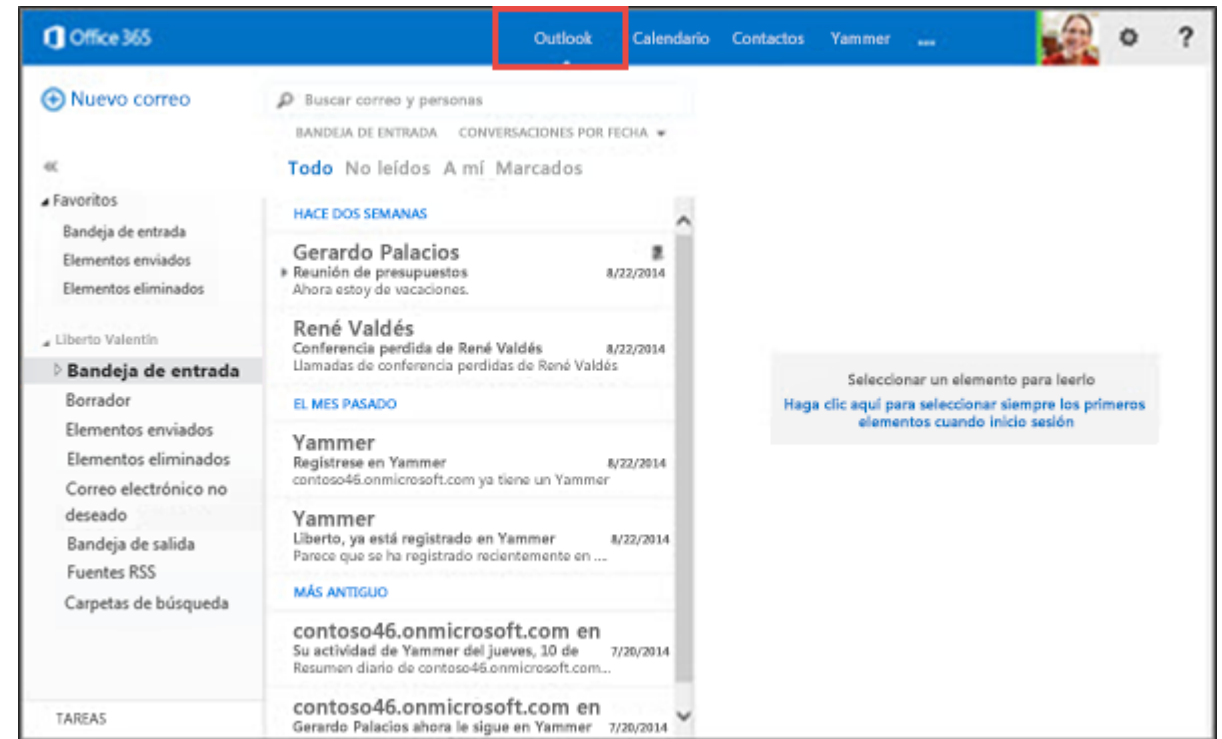 Office 365
Outlook
Calendario
Contactos
Yammer
...
?
Nuevo correo
Buscar correo y personas
BANDEJA DE ENTRADA CONVERSACIONES POR FECHA
Todo No leídos A mí Marcados
Favoritos
Bandeja de entrada
Elementos enviados
Elementos eliminados
Liberto Valentín
Bandeja de entrada
Borrador
Elementos enviados
Elementos eliminados
Correo electrónico no
deseado
Bandeja de salida
Fuentes RSS
Carpetas de búsqueda
TAREAS
HACE DOS SEMANAS
Gerardo Palacios
Reunión de presupuestos 8/22/2014
Ahora estoy de vacaciones.
René Valdés
Conferencia perdida de René Valdés 8/22/2014
Llamadas de conferencia perdidas de René Valdés
EL MES PASADO
Yammer
Regístrese en Yammer 8/22/2014
contoso46.onmicrosoft.com ya tiene un Yammer
Yammer
Liberto, ya está registrado en Yammer 8/22/2014
Parece que se ha registrado recientemente en ...
MÁS ANTIGUO
contoso46.onmicrosoft.com en
Su actividad de Yammer del jueves, 10 de 7/20/2014
Resumen diario de contoso46.onmicrosoft.com...
contoso46.onmicrosoft.com en
Gerardo Palacios ahora le sigue en Yammer 7/20/2014
Seleccionar un elemento para leerlo
Haga clic aquí para seleccionar siempre los primeros
elementos cuando inicio sesión